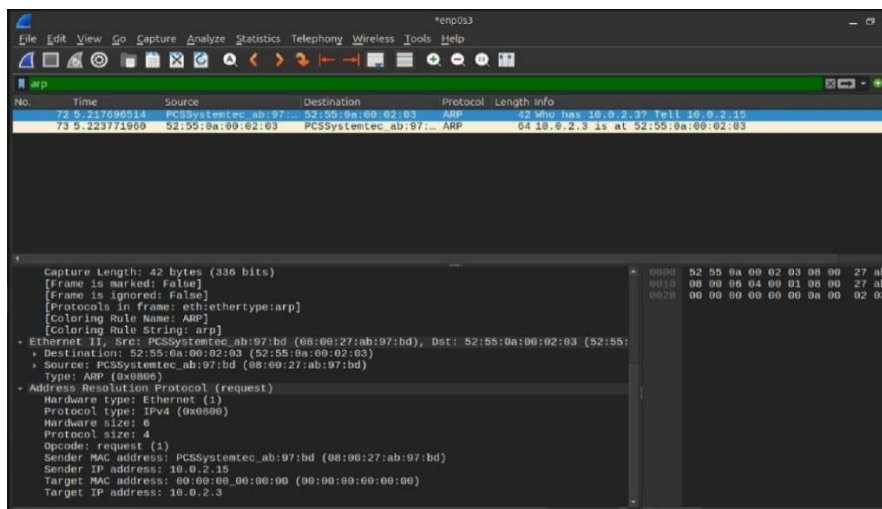 *enp0s3
File Edit View Go Capture Analyze Statistics Telephony Wireless Tools Help
arp
No. Time Source Destination Protocol Length Info
72 5.217696514 PCSSystemtec_ab:97:… 52:55:0a:00:02:03 ARP 42 Who has 10.0.2.3? Tell 10.0.2.15
73 5.223771960 52:55:0a:00:02:03 PCSSystemtec_ab:97:… ARP 64 10.0.2.3 is at 52:55:0a:00:02:03
Capture Length: 42 bytes (336 bits)
[Frame is marked: False]
[Frame is ignored: False]
[Protocols in frame: eth:ethertype:arp]
[Coloring Rule Name: ARP]
[Coloring Rule String: arp]
Ethernet II, Src: PCSSystemtec_ab:97:bd (08:00:27:ab:97:bd), Dst: 52:55:0a:00:02:03 (52:55:
Destination: 52:55:0a:00:02:03 (52:55:0a:00:02:03)
Source: PCSSystemtec_ab:97:bd (08:00:27:ab:97:bd)
Type: ARP (0x0806)
Address Resolution Protocol (request)
Hardware type: Ethernet (1)
Protocol type: IPv4 (0x0800)
Hardware size: 6
Protocol size: 4
Opcode: request (1)
Sender MAC address: PCSSystemtec_ab:97:bd (08:00:27:ab:97:bd)
Sender IP address: 10.0.2.15
Target MAC address: 00:00:00_00:00:00 (00:00:00:00:00:00)
Target IP address: 10.0.2.3
0000 52 55 0a 00 02 03 08 00 27 a
0010 08 00 06 04 00 01 08 00 27 a
0020 00 00 00 00 00 00 0a 00 02 0